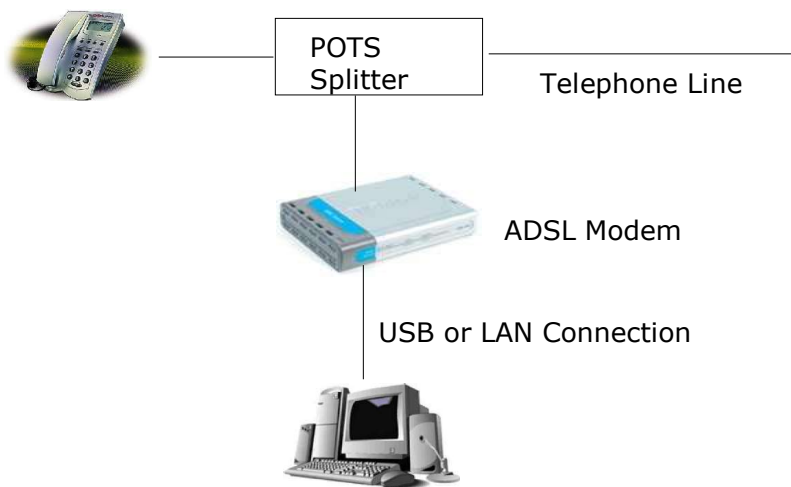 POTS
Splitter
Telephone Line
ADSL Modem
USB or LAN Connection